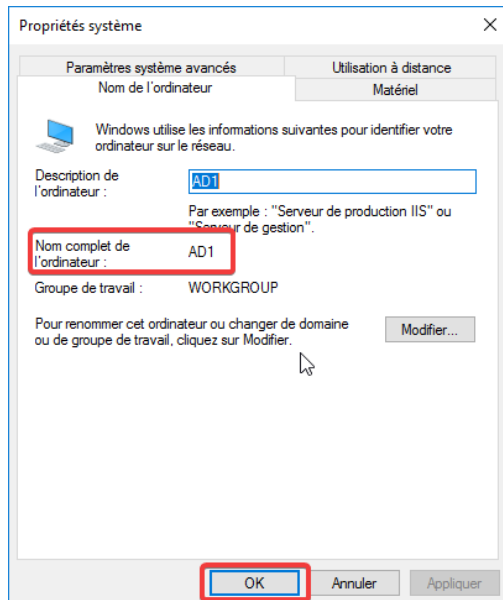 Propriétés système
Paramètres système avancés
Utilisation à distance
Nom de l'ordinateur
Matériel
Windows utilise les informations suivantes pour identifier votre
ordinateur sur le réseau.
Description de
l'ordinateur :
AD1
Par exemple : "Serveur de production IIS" ou
"Serveur de gestion".
Nom complet de
l'ordinateur :
AD1
Groupe de travail :
WORKGROUP
Pour renommer cet ordinateur ou changer de domaine
ou de groupe de travail, cliquez sur Modifier.
Modifier...
OK
Annuler
Appliquer